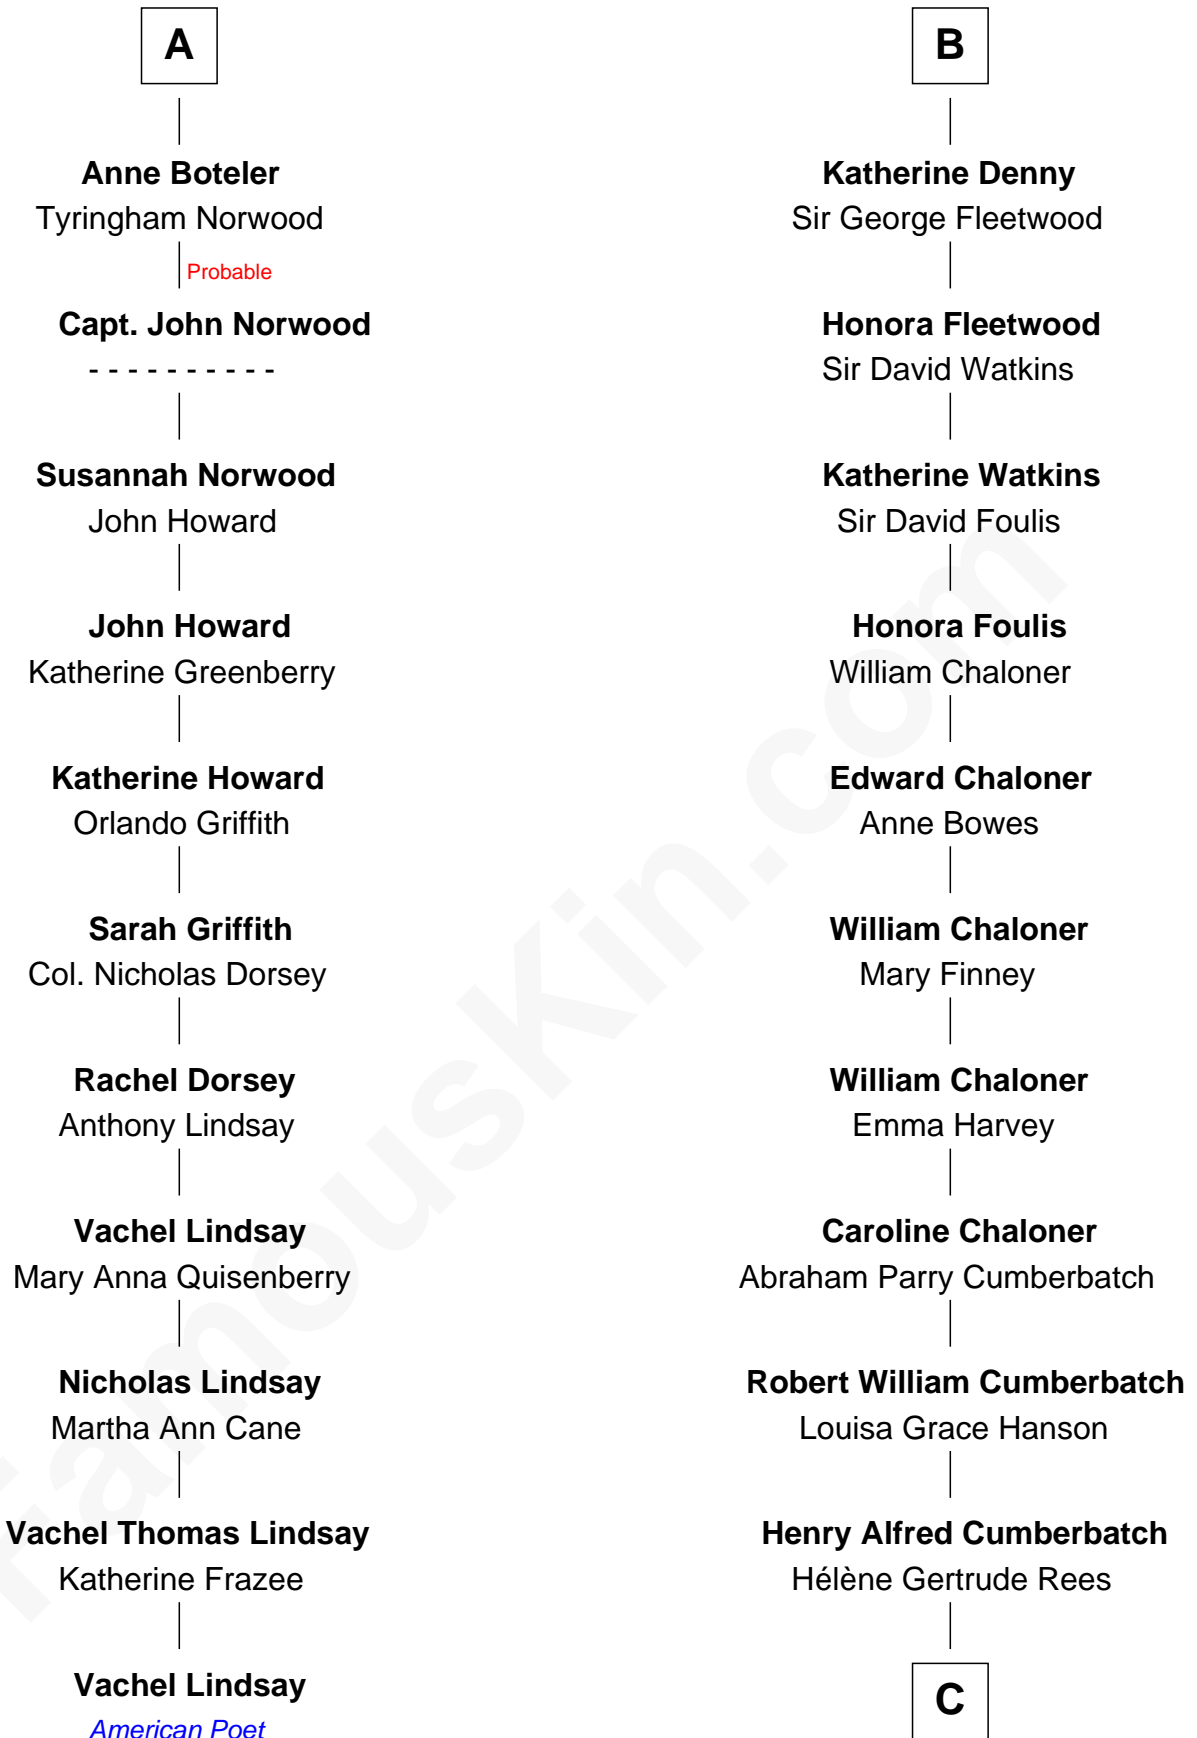 A
Anne Boteler
Tyringham Norwood
Probable
Capt. John Norwood
- - - - - - - - - -
Susannah Norwood
John Howard
John Howard
Katherine Greenberry
Katherine Howard
Orlando Griffith
Sarah Griffith
Col. Nicholas Dorsey
Rachel Dorsey
Anthony Lindsay
Vachel Lindsay
Mary Anna Quisenberry
Nicholas Lindsay
Martha Ann Cane
Vachel Thomas Lindsay
Katherine Frazee
Vachel Lindsay
American Poet
B
Katherine Denny
Sir George Fleetwood
Honora Fleetwood
Sir David Watkins
Katherine Watkins
Sir David Foulis
Honora Foulis
William Chaloner
Edward Chaloner
Anne Bowes
William Chaloner
Mary Finney
William Chaloner
Emma Harvey
Caroline Chaloner
Abraham Parry Cumberbatch
Robert William Cumberbatch
Louisa Grace Hanson
Henry Alfred Cumberbatch
Hélène Gertrude Rees
C
FamousKin.com